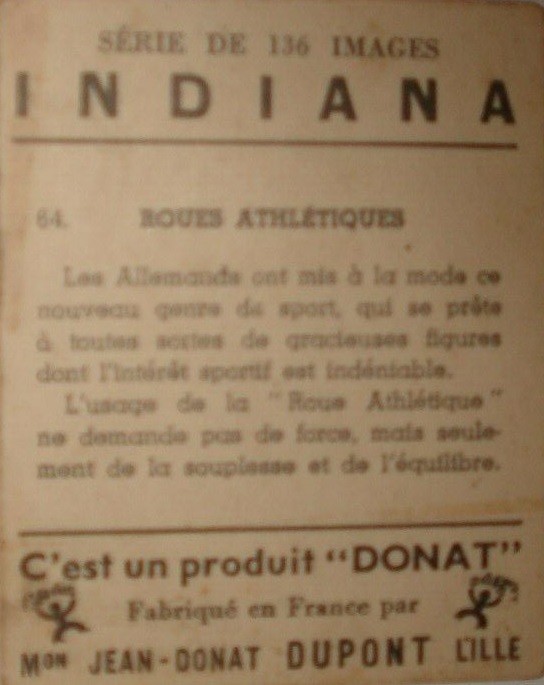 SÉRIE DE 136 IMAGES
INDIANA
64. ROUES ATHLÉTIQUES
Les Allemands ont mis à la mode ce
nouveau genre de sport, qui se prête
à toutes sortes de gracieuses figures
dont l'intérêt sportif est indéniable.
L'usage de la "Roue Athlétique"
ne demande pas de force, mais seule-
ment de la souplesse et de l'équilibre.
C'est un produit "DONAT"
Fabriqué en France par
Mon JEAN-DONAT DUPONT LILLE